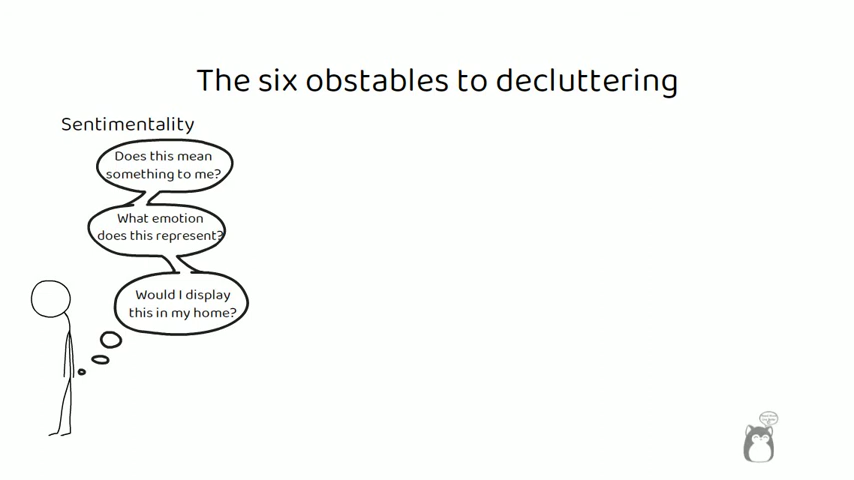 The six obstables to decluttering
Sentimentality
Does this mean
something to me?
What emotion
does this represent?
Would I display
this in my home?